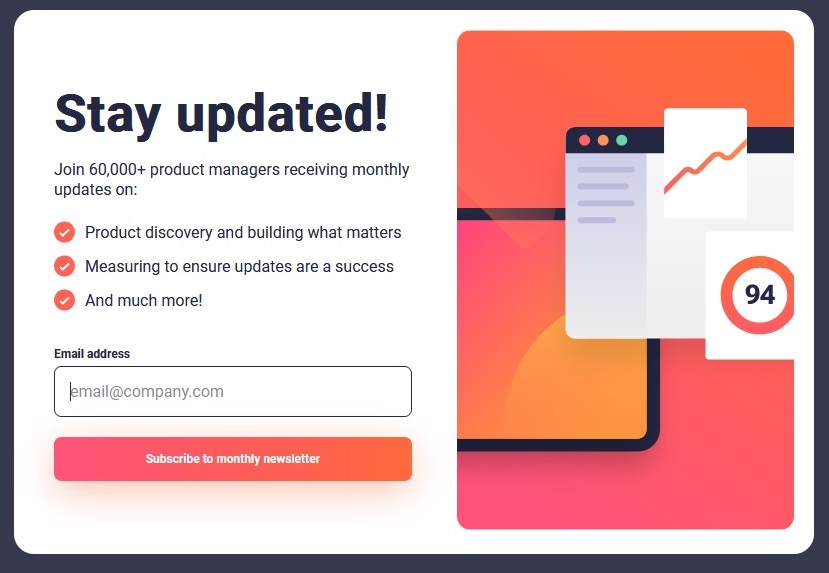 Stay updated!
Join 60,000+ product managers receiving monthly
updates on:
Product discovery and building what matters
Measuring to ensure updates are a success
And much more!
Email address
email@company.com
Subscribe to monthly newsletter
94